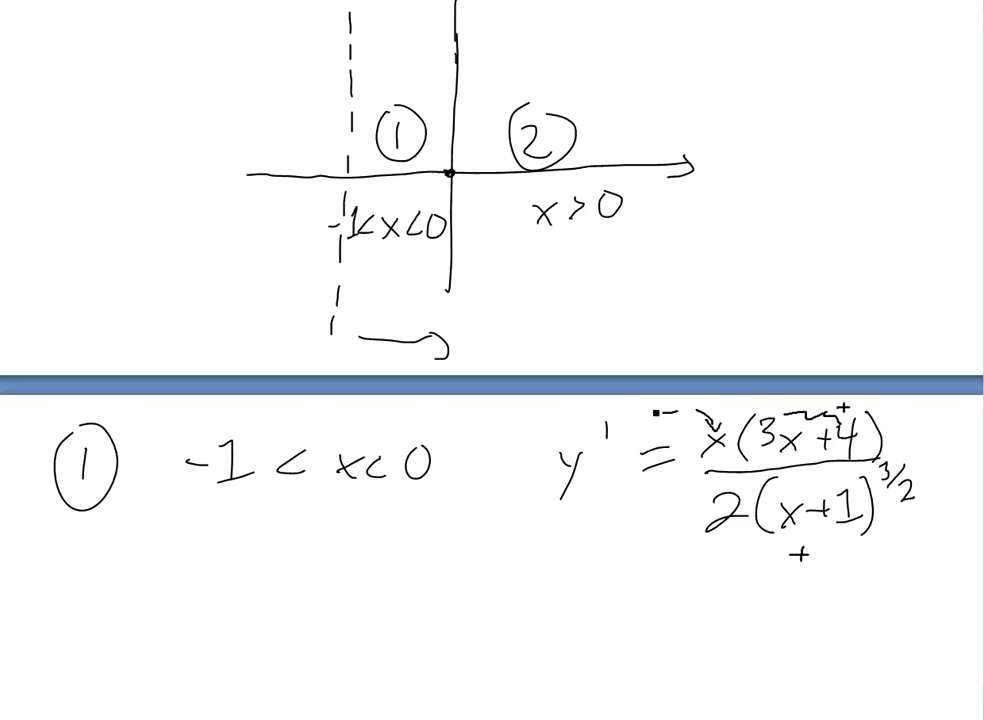 ① ②
-1<x<0 x>0
① -1 < x < 0 y' = x(3x+4) / 2(x+1)^3/2
- +
+